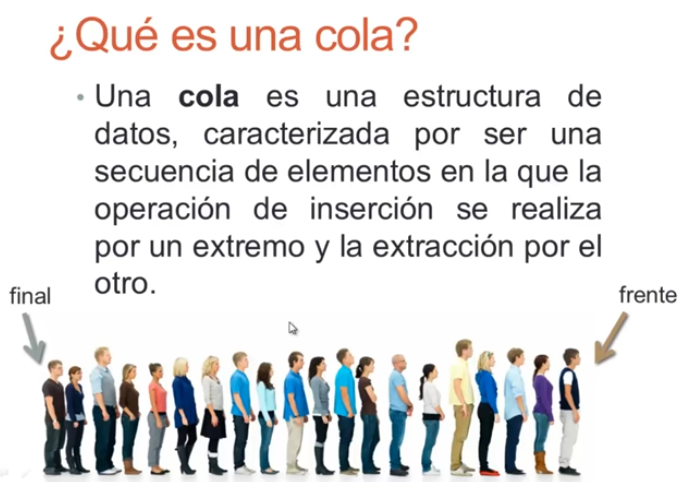 ¿Qué es una cola?
• Una cola es una estructura de
datos, caracterizada por ser una
secuencia de elementos en la que la
operación de inserción se realiza
por un extremo y la extracción por el
otro.
final
frente